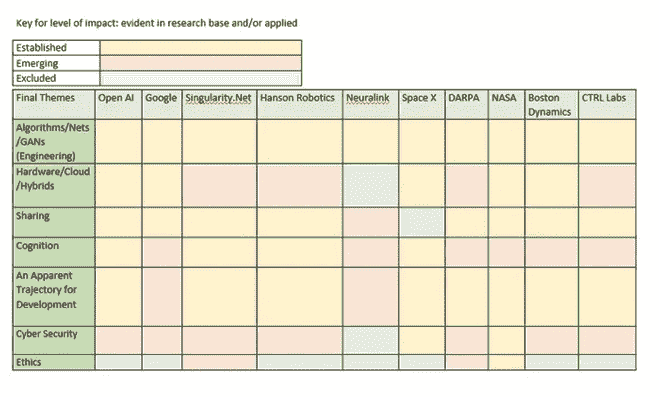 Key for level of impact: evident in research base and/or applied
Established
Emerging
Excluded
Final Themes Open AI Google Singularity.Net Hanson Robotics Neuralink Space X DARPA NASA Boston Dynamics CTRL Labs
Algorithms/Nets
/GANs
(Engineering)
Hardware/Cloud
/Hybrids
Sharing
Cognition
An Apparent
Trajectory for
Development
Cyber Security
Ethics